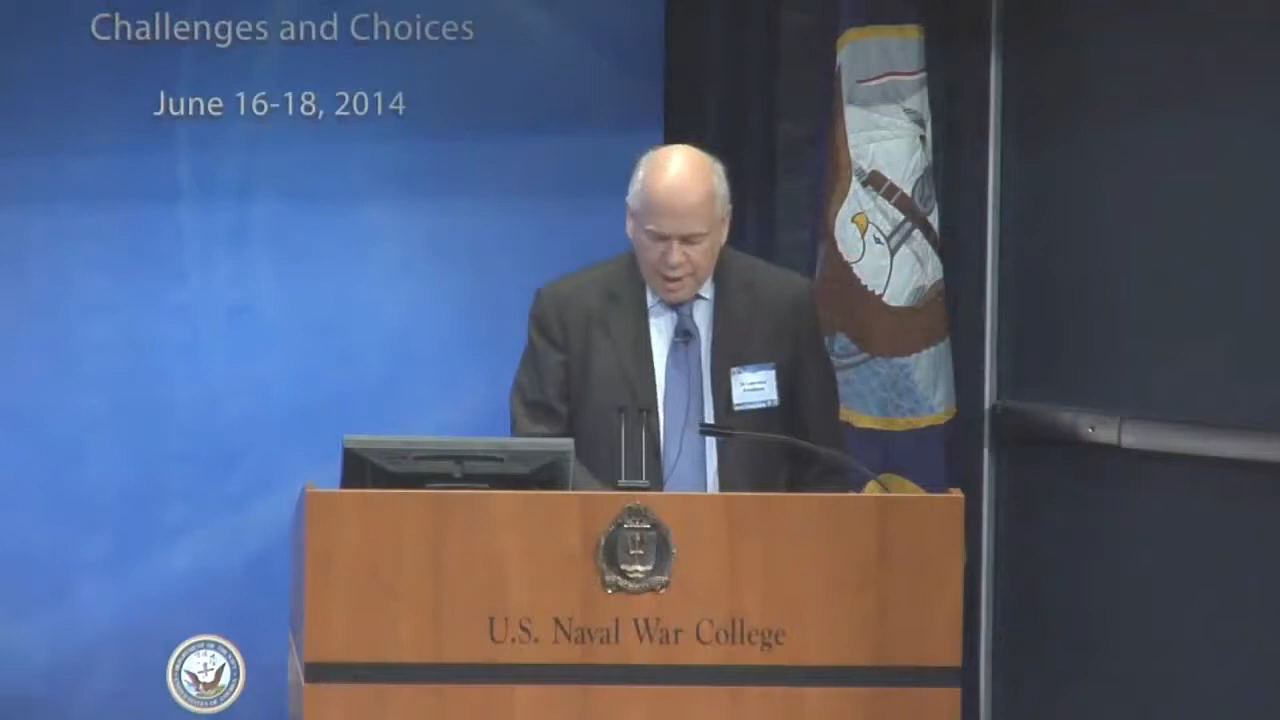 Challenges and Choices
June 16-18, 2014
U.S. Naval War College